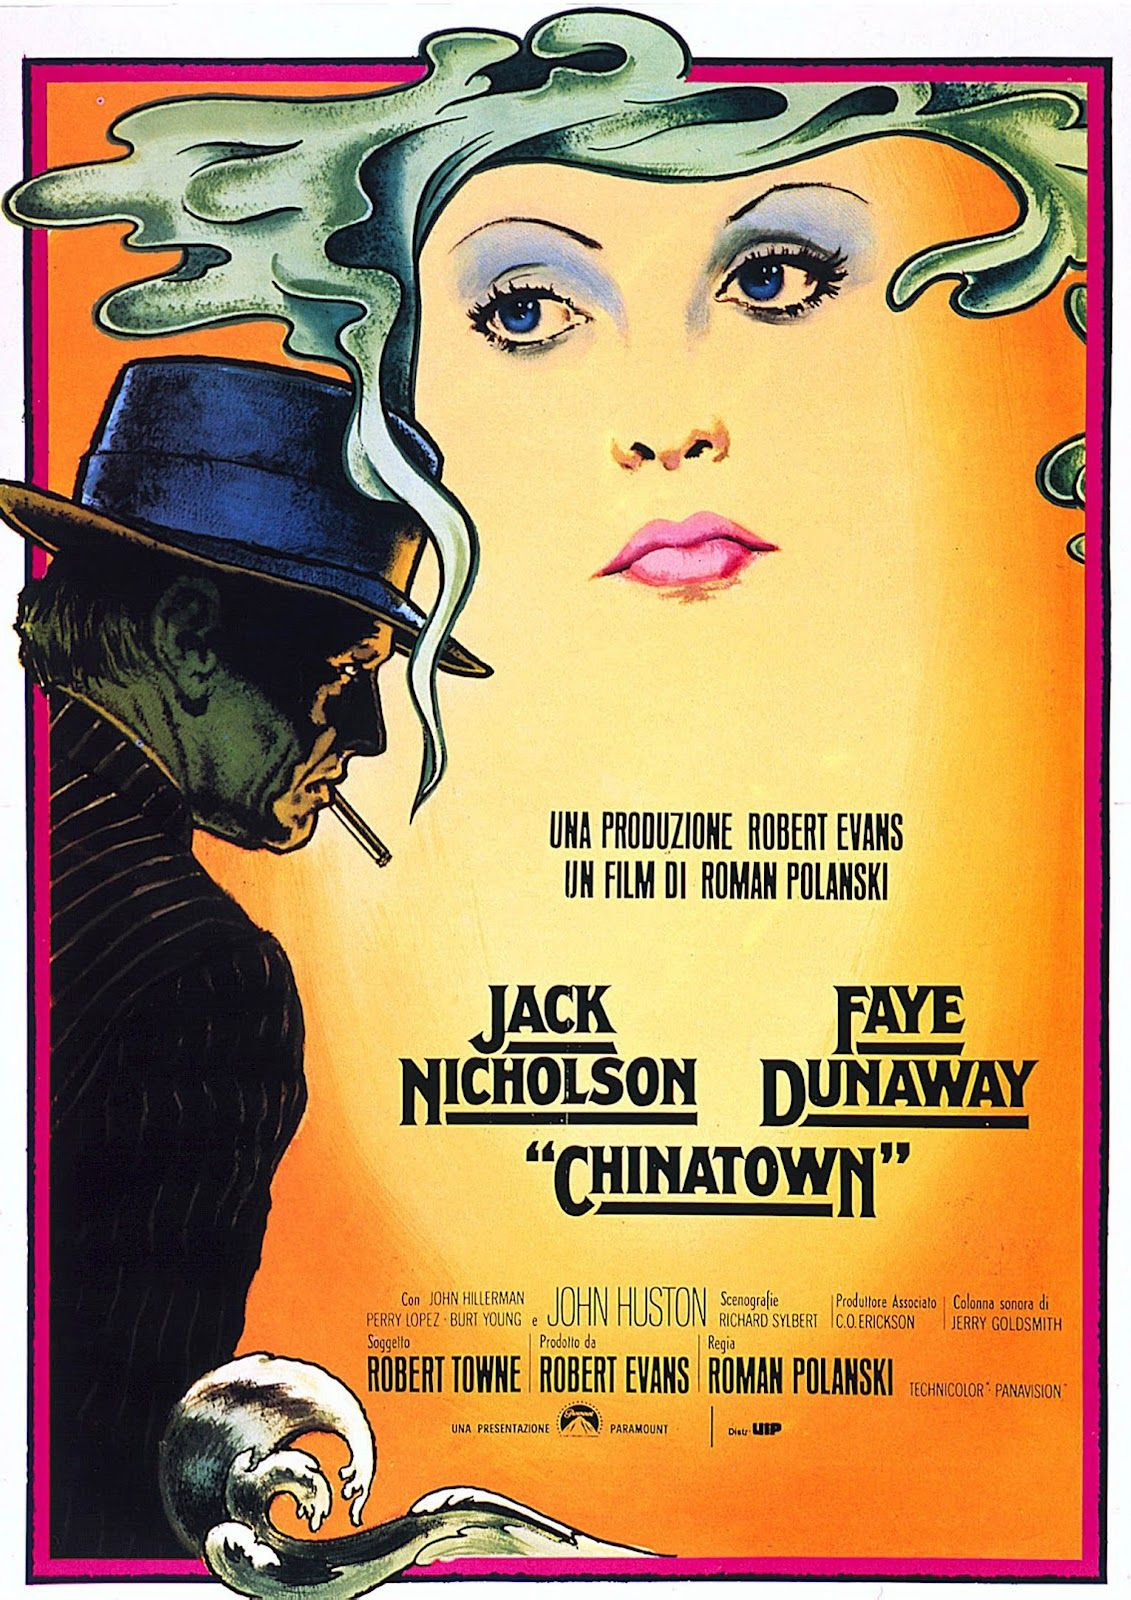 UNA PRODUZIONE ROBERT EVANS
UN FILM DI ROMAN POLANSKI
JACK NICHOLSON
FAYE DUNAWAY
"CHINATOWN"
Con JOHN HILLERMAN
PERRY LOPEZ · BURT YOUNG e JOHN HUSTON
Scenografie
RICHARD SYLBERT
Produttore Associato
C.O. ERICKSON
Colonna sonora di
JERRY GOLDSMITH
Soggetto
ROBERT TOWNE
Prodotto da
ROBERT EVANS
Regia
ROMAN POLANSKI
TECHNICOLOR® PANAVISION®
UNA PRESENTAZIONE Paramount PARAMOUNT
Distr. UIP